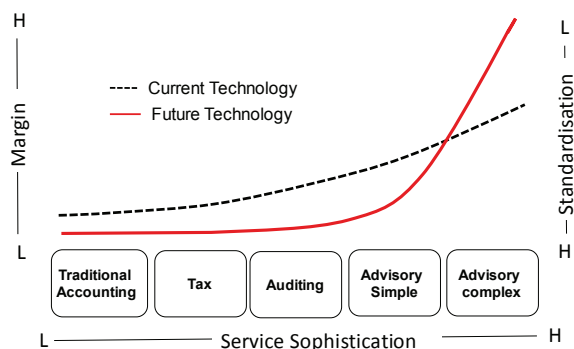 H
L
Current Technology
Future Technology
Margin
Standardisation
L
H
Traditional
Accounting
Tax
Auditing
Advisory
Simple
Advisory
complex
L
Service Sophistication
H